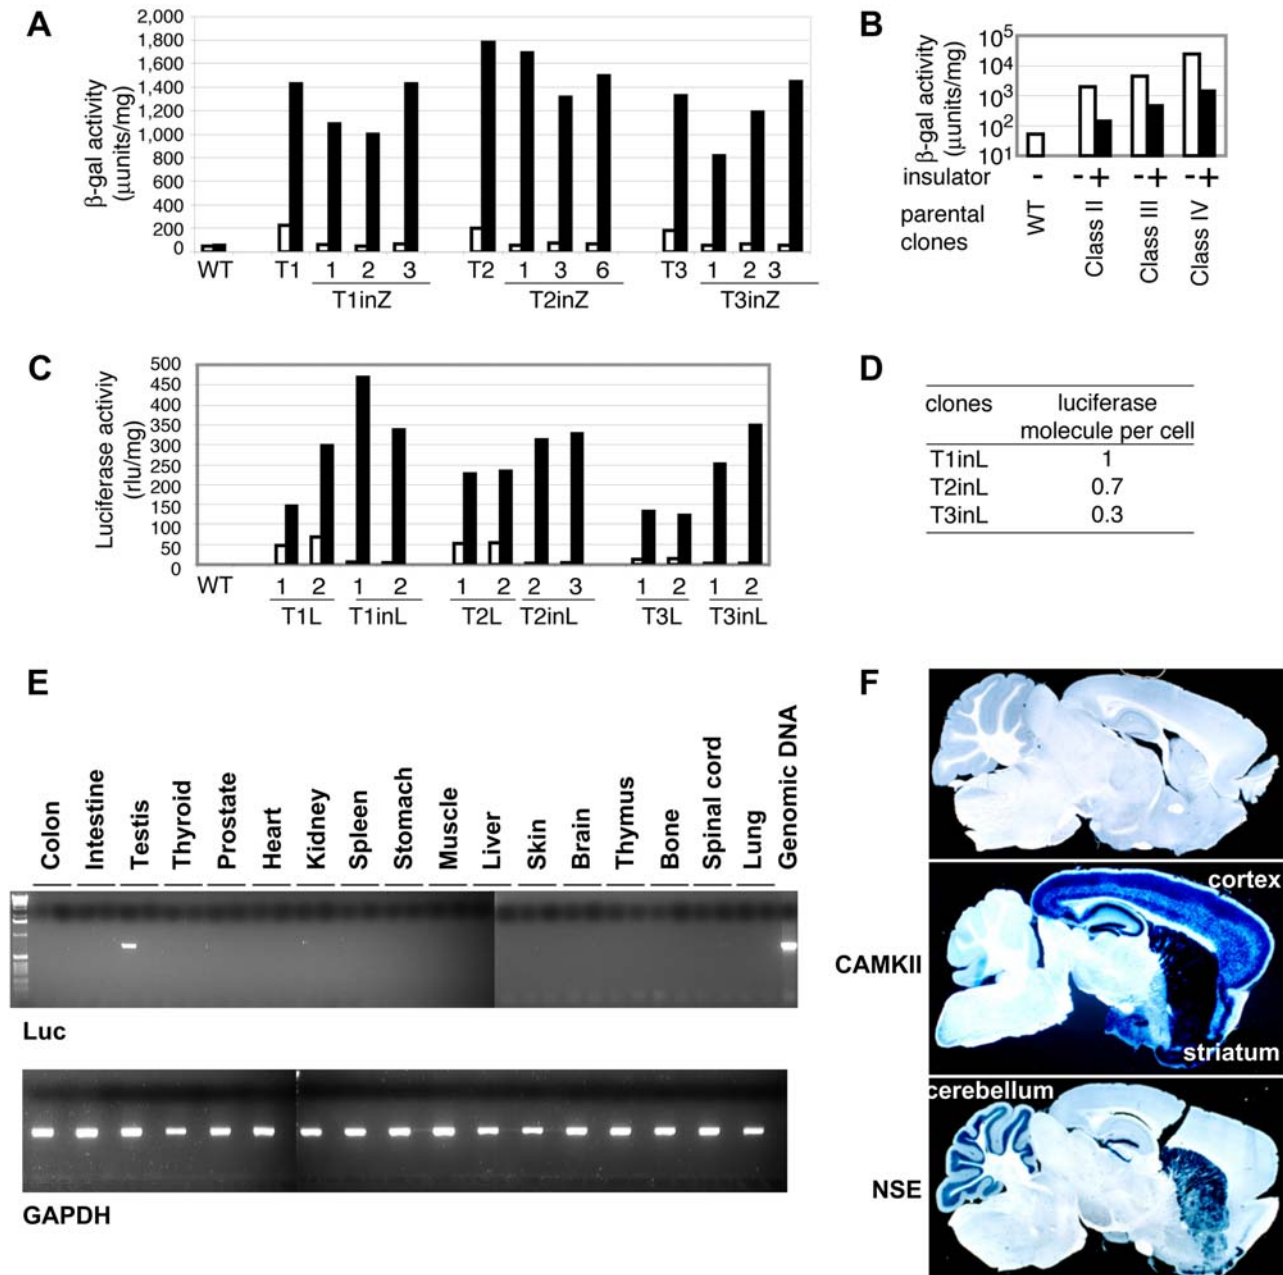 A
β-gal activity
(µunits/mg)
2,000
1,800
1,600
1,400
1,200
1,000
800
600
400
200
0
WT
T1
1
2
3
T1inZ
T2
1
3
6
T2inZ
T3
1
2
3
T3inZ
B
β-gal activity
(µunits/mg)
10⁵
10⁴
10³
10²
10¹
insulator
-
- +
- +
- +
parental
clones
WT
Class II
Class III
Class IV
C
Luciferase activiy
(rlu/mg)
500
450
400
350
300
250
200
150
100
50
0
WT
1 2
T1L
1 2
T1inL
1 2
T2L
2 3
T2inL
1 2
T3L
1 2
T3inL
D
clones luciferase
molecule per cell
T1inL 1
T2inL 0.7
T3inL 0.3
E
Colon
Intestine
Testis
Thyroid
Prostate
Heart
Kidney
Spleen
Stomach
Muscle
Liver
Skin
Brain
Thymus
Bone
Spinal cord
Lung
Genomic DNA
Luc
GAPDH
F
cortex
CAMKII
striatum
cerebellum
NSE